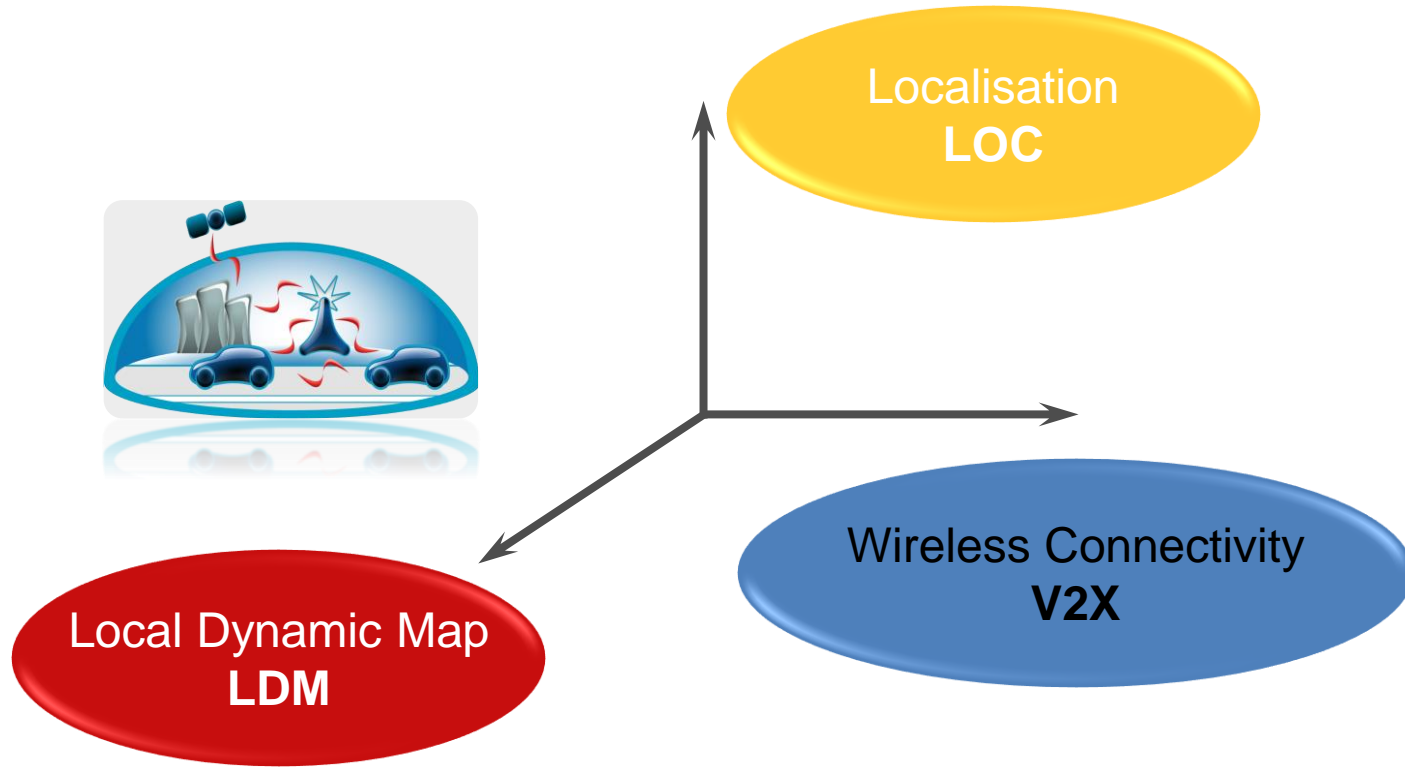 Localisation
LOC
Wireless Connectivity
V2X
Local Dynamic Map
LDM